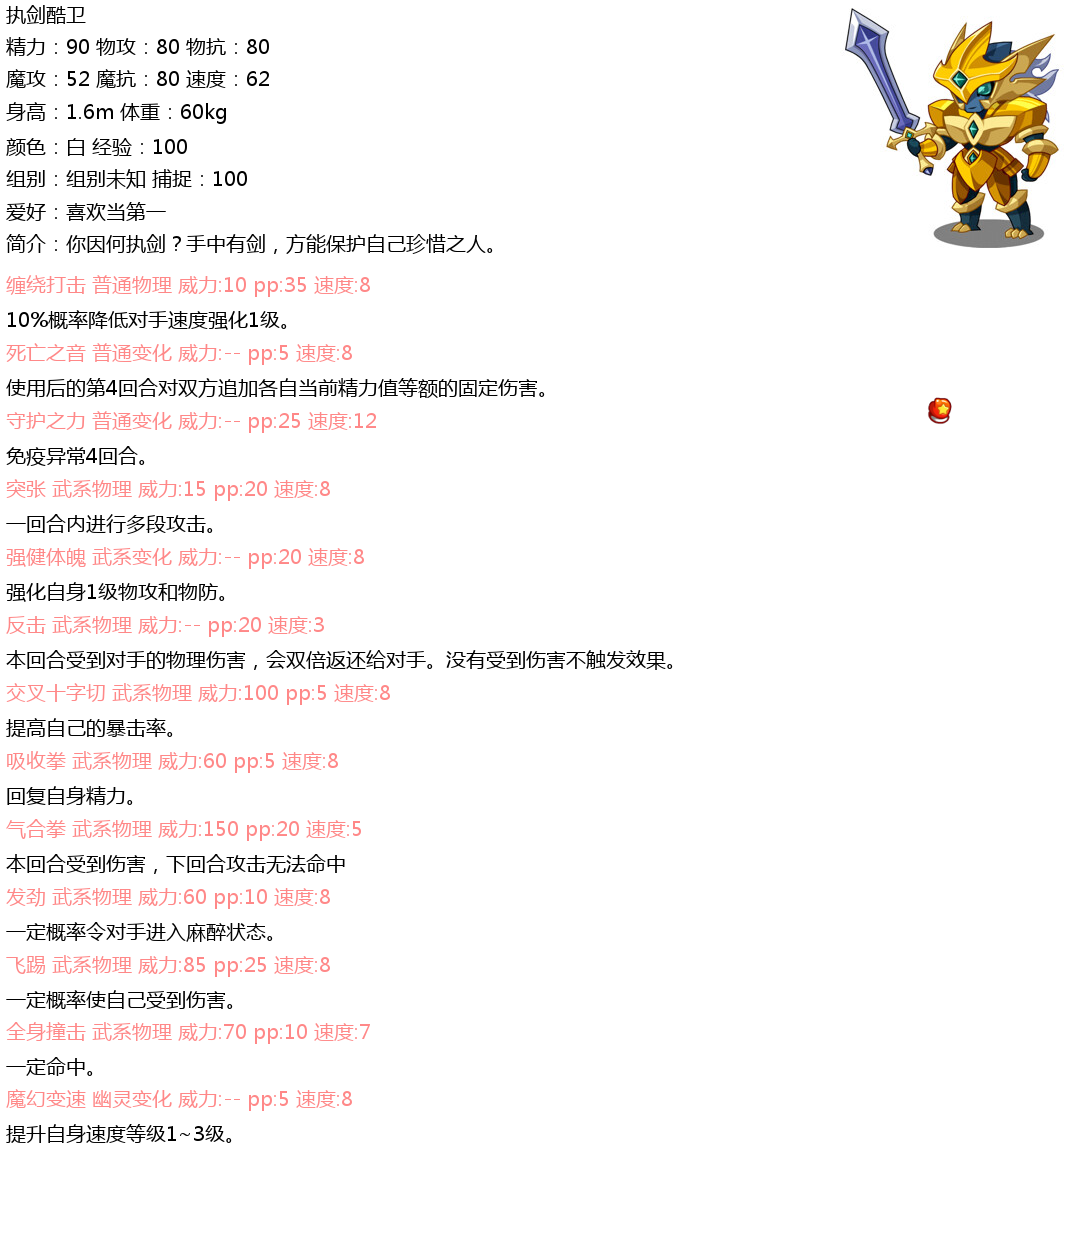 执剑酷卫
精力：90 物攻：80 物抗：80
魔攻：52 魔抗：80 速度：62
身高：1.6m 体重：60kg
颜色：白 经验：100
组别：组别未知 捕捉：100
爱好：喜欢当第一
简介：你因何执剑？手中有剑，方能保护自己珍惜之人。
缠绕打击 普通物理 威力:10 pp:35 速度:8
10%概率降低对手速度强化1级。
死亡之音 普通变化 威力:-- pp:5 速度:8
使用后的第4回合对双方追加各自当前精力值等额的固定伤害。
守护之力 普通变化 威力:-- pp:25 速度:12
免疫异常4回合。
突张 武系物理 威力:15 pp:20 速度:8
一回合内进行多段攻击。
强健体魄 武系变化 威力:-- pp:20 速度:8
强化自身1级物攻和物防。
反击 武系物理 威力:-- pp:20 速度:3
本回合受到对手的物理伤害，会双倍返还给对手。没有受到伤害不触发效果。
交叉十字切 武系物理 威力:100 pp:5 速度:8
提高自己的暴击率。
吸收拳 武系物理 威力:60 pp:5 速度:8
回复自身精力。
气合拳 武系物理 威力:150 pp:20 速度:5
本回合受到伤害，下回合攻击无法命中
发劲 武系物理 威力:60 pp:10 速度:8
一定概率令对手进入麻醉状态。
飞踢 武系物理 威力:85 pp:25 速度:8
一定概率使自己受到伤害。
全身撞击 武系物理 威力:70 pp:10 速度:7
一定命中。
魔幻变速 幽灵变化 威力:-- pp:5 速度:8
提升自身速度等级1~3级。